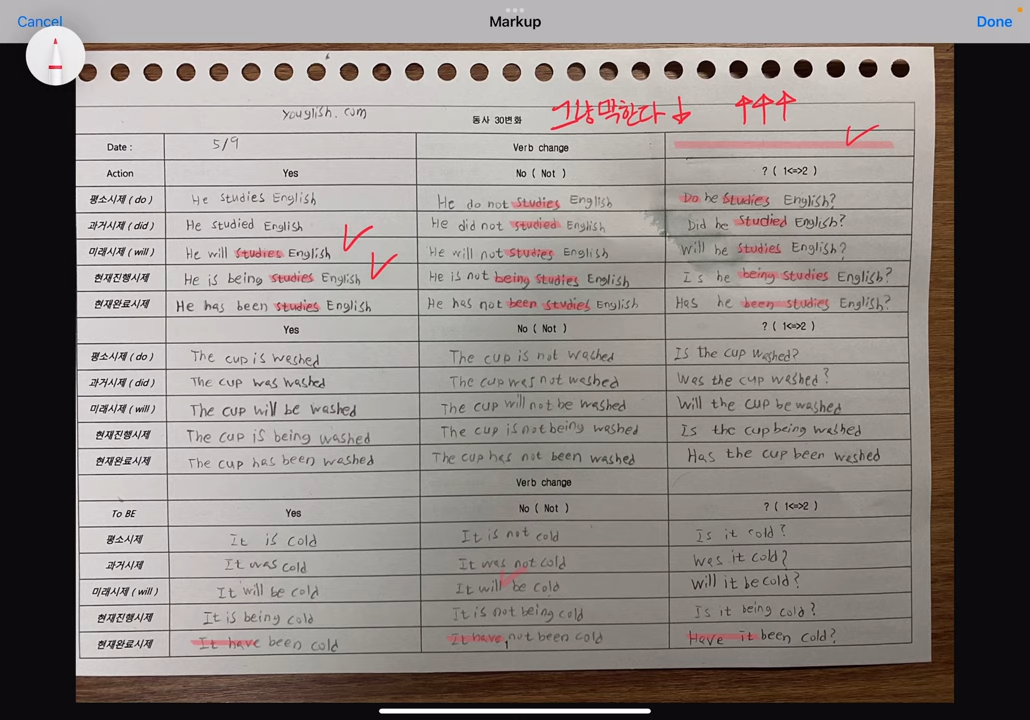 Cancel Markup Done
youglish.com 동사 30변화 그냥 막한다 ↓ ↑↑↑
Date : 5/9 Verb change
Action Yes No ( Not ) ? ( 1<=>2 )
평소시제 ( do ) He studies English He do not studies English Do he studies English?
과거시제 ( did ) He studied English He did not studied English Did he studied English?
미래시제 ( will ) He will studies English He will not studies English Will he studies English?
현재진행시제 He is being studies English He is not being studies English Is he being studies English?
현재완료시제 He has been studies English He has not been studies English Has he been studies English?
Yes No ( Not ) ? ( 1<=>2 )
평소시제 ( do ) The cup is weshed The cup is not wached Is the cup washed?
과거시제 ( did ) The cup was washed The cup was not washed Was the cup washed?
미래시제 ( will ) The cup will be washed The cup will not be washed Will the cup be washed
현재진행시제 The cup is being washed The cup is not being washed Is the cup being washed
현재완료시제 The cup has been washed The cup has not been washed Has the cup been weshed
Verb change
To BE Yes No ( Not ) ? ( 1<=>2 )
평소시제 It is cold It is not cold Is it cold?
과거시제 It was cold It was not cold Was it cold?
미래시제 ( will ) It will be cold It will be cold Will it be cold?
현재진행시제 It is being cold It is not being cold Is it being cold?
현재완료시제 It have been cold It have not been cold Have it been cold?